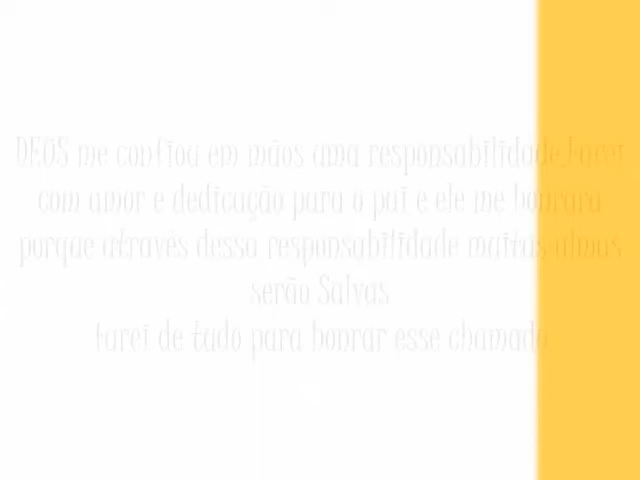 DEUS me confiou em mãos uma responsabilidade,Farei
com amor e dedicação para o pai e ele me honrara
porque através dessa responsabilidade muitas almas
serão Salvas
Farei de tudo para honrar esse chamado